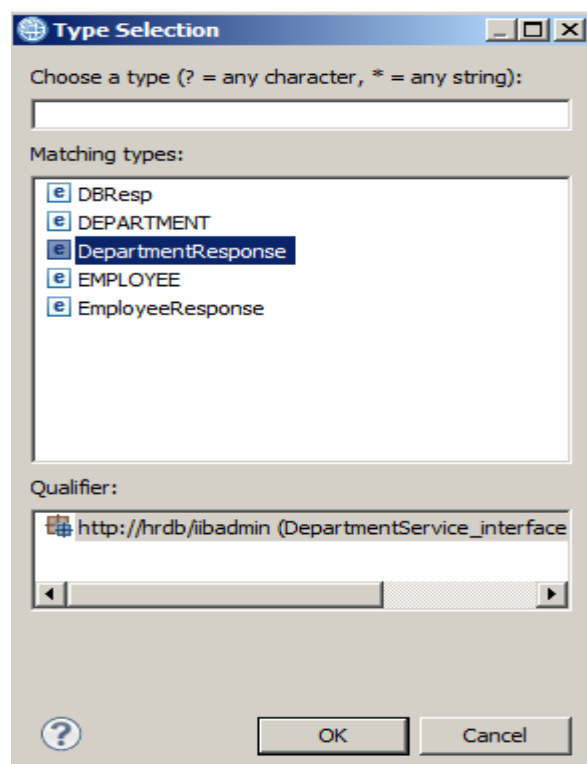 Type Selection
Choose a type (? = any character, * = any string):
Matching types:
DBResp
DEPARTMENT
DepartmentResponse
EMPLOYEE
EmployeeResponse
Qualifier:
http://hrdb/iibadmin (DepartmentService_interface
OK Cancel